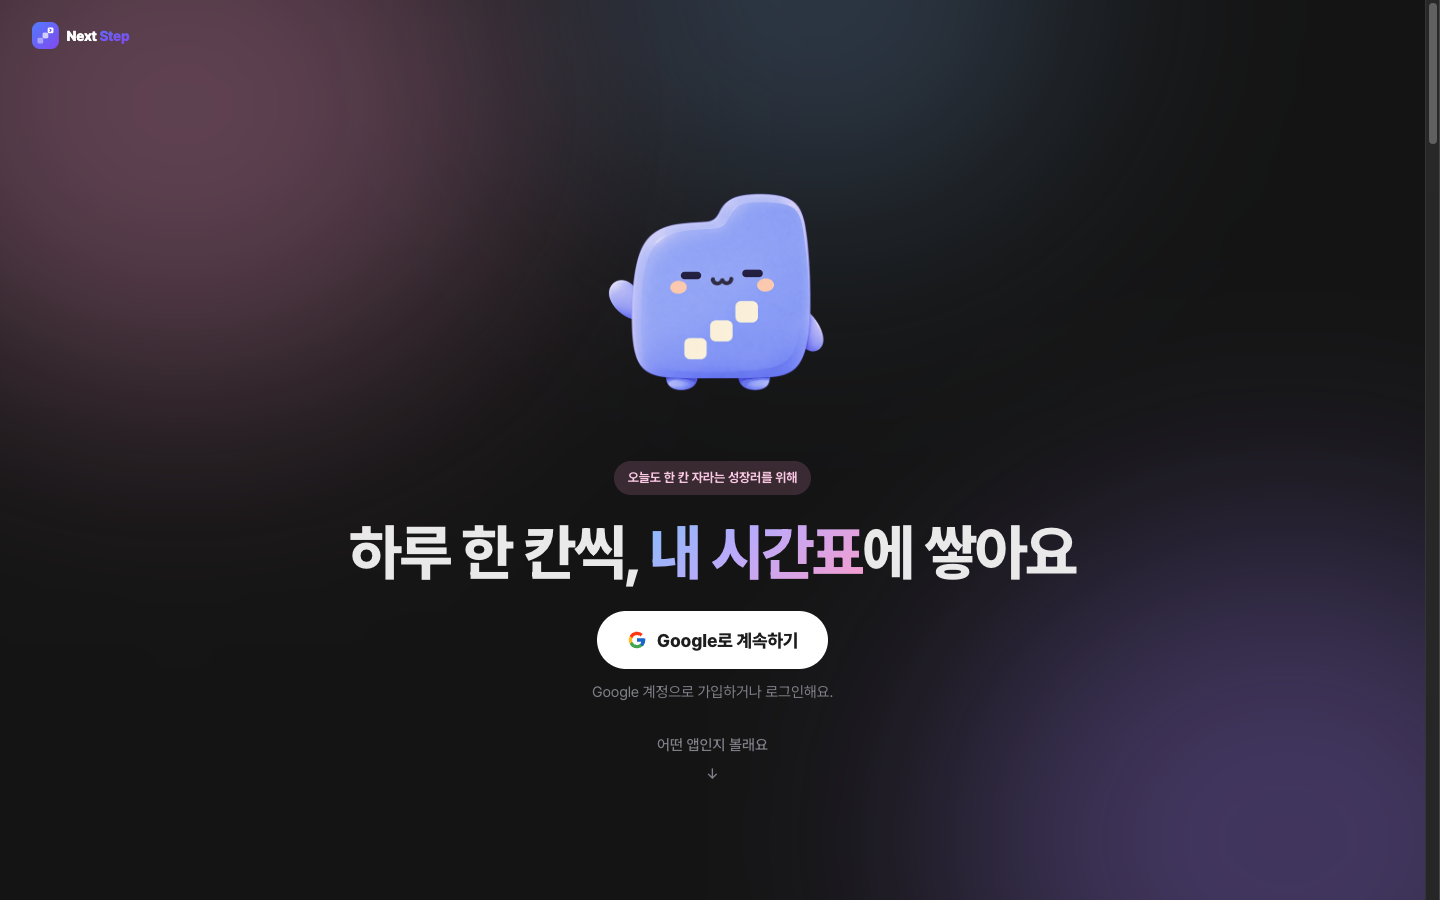 Next Step
오늘도 한 칸 자라는 성장러를 위해
하루 한 칸씩, 내 시간표에 쌓아요
Google로 계속하기
Google 계정으로 가입하거나 로그인해요.
어떤 앱인지 볼래요
↓